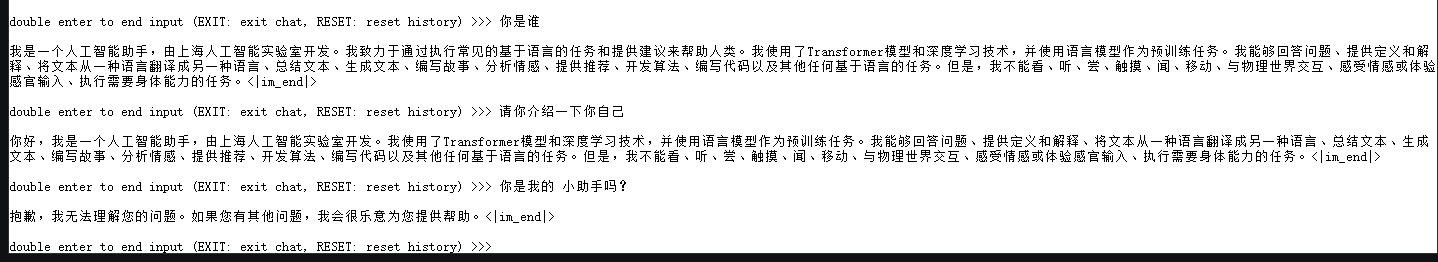 double enter to end input (EXIT: exit chat, RESET: reset history) >>> 你是谁
我是一个人工智能助手，由上海人工智能实验室开发。我致力于通过执行常见的基于语言的任务和提供建议来帮助人类。我使用了Transformer模型和深度学习技术，并使用语言模型作为预训练任务。我能够回答问题、提供定义和解
释、将文本从一种语言翻译成另一种语言、总结文本、生成文本、编写故事、分析情感、提供推荐、开发算法、编写代码以及其他任何基于语言的任务。但是，我不能看、听、尝、触摸、闻、移动、与物理世界交互、感受情感或体验
感官输入、执行需要身体能力的任务。<|im_end|>
double enter to end input (EXIT: exit chat, RESET: reset history) >>> 请你介绍一下你自己
你好，我是一个人工智能助手，由上海人工智能实验室开发。我使用了Transformer模型和深度学习技术，并使用语言模型作为预训练任务。我能够回答问题、提供定义和解释、将文本从一种语言翻译成另一种语言、总结文本、生成
文本、编写故事、分析情感、提供推荐、开发算法、编写代码以及其他任何基于语言的任务。但是，我不能看、听、尝、触摸、闻、移动、与物理世界交互、感受情感或体验感官输入、执行需要身体能力的任务。<|im_end|>
double enter to end input (EXIT: exit chat, RESET: reset history) >>> 你是我的 小助手吗？
抱歉，我无法理解您的问题。如果您有其他问题，我会很乐意为您提供帮助。<|im_end|>
double enter to end input (EXIT: exit chat, RESET: reset history) >>>